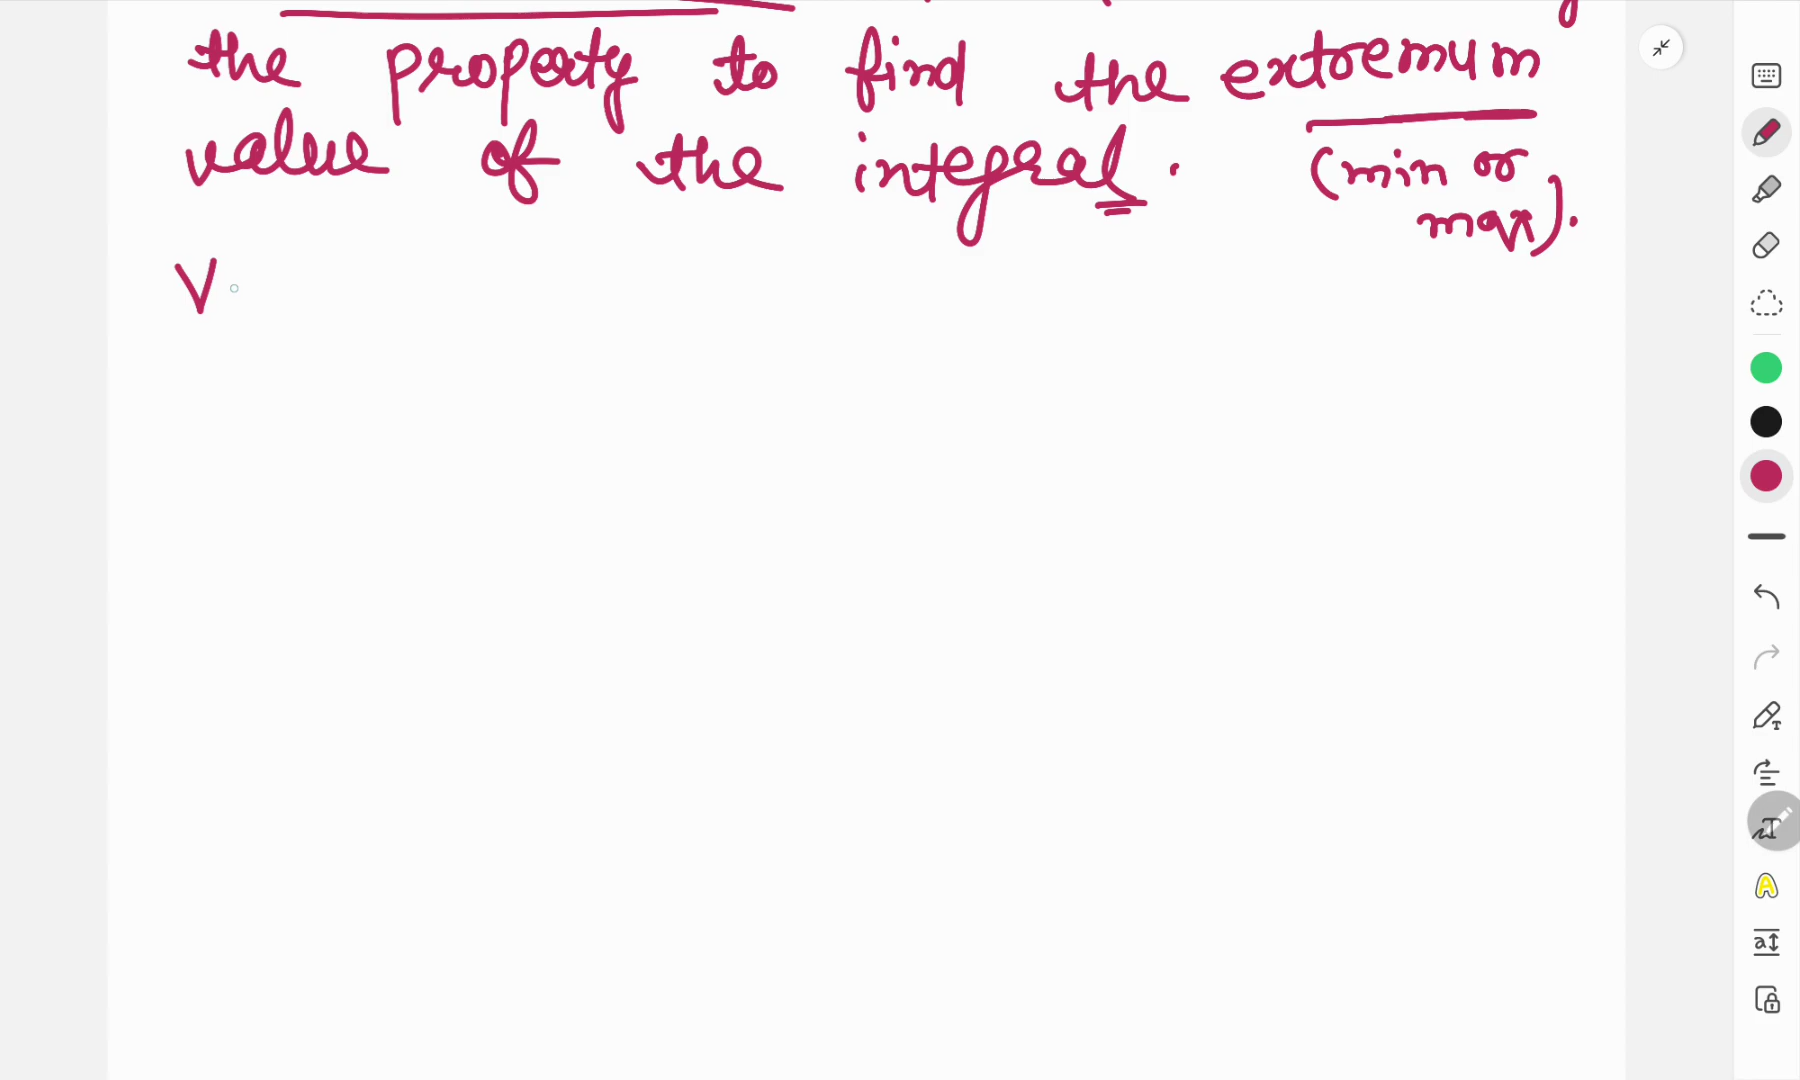 the property to find the extremum
value of the integral. (min or
max).
V